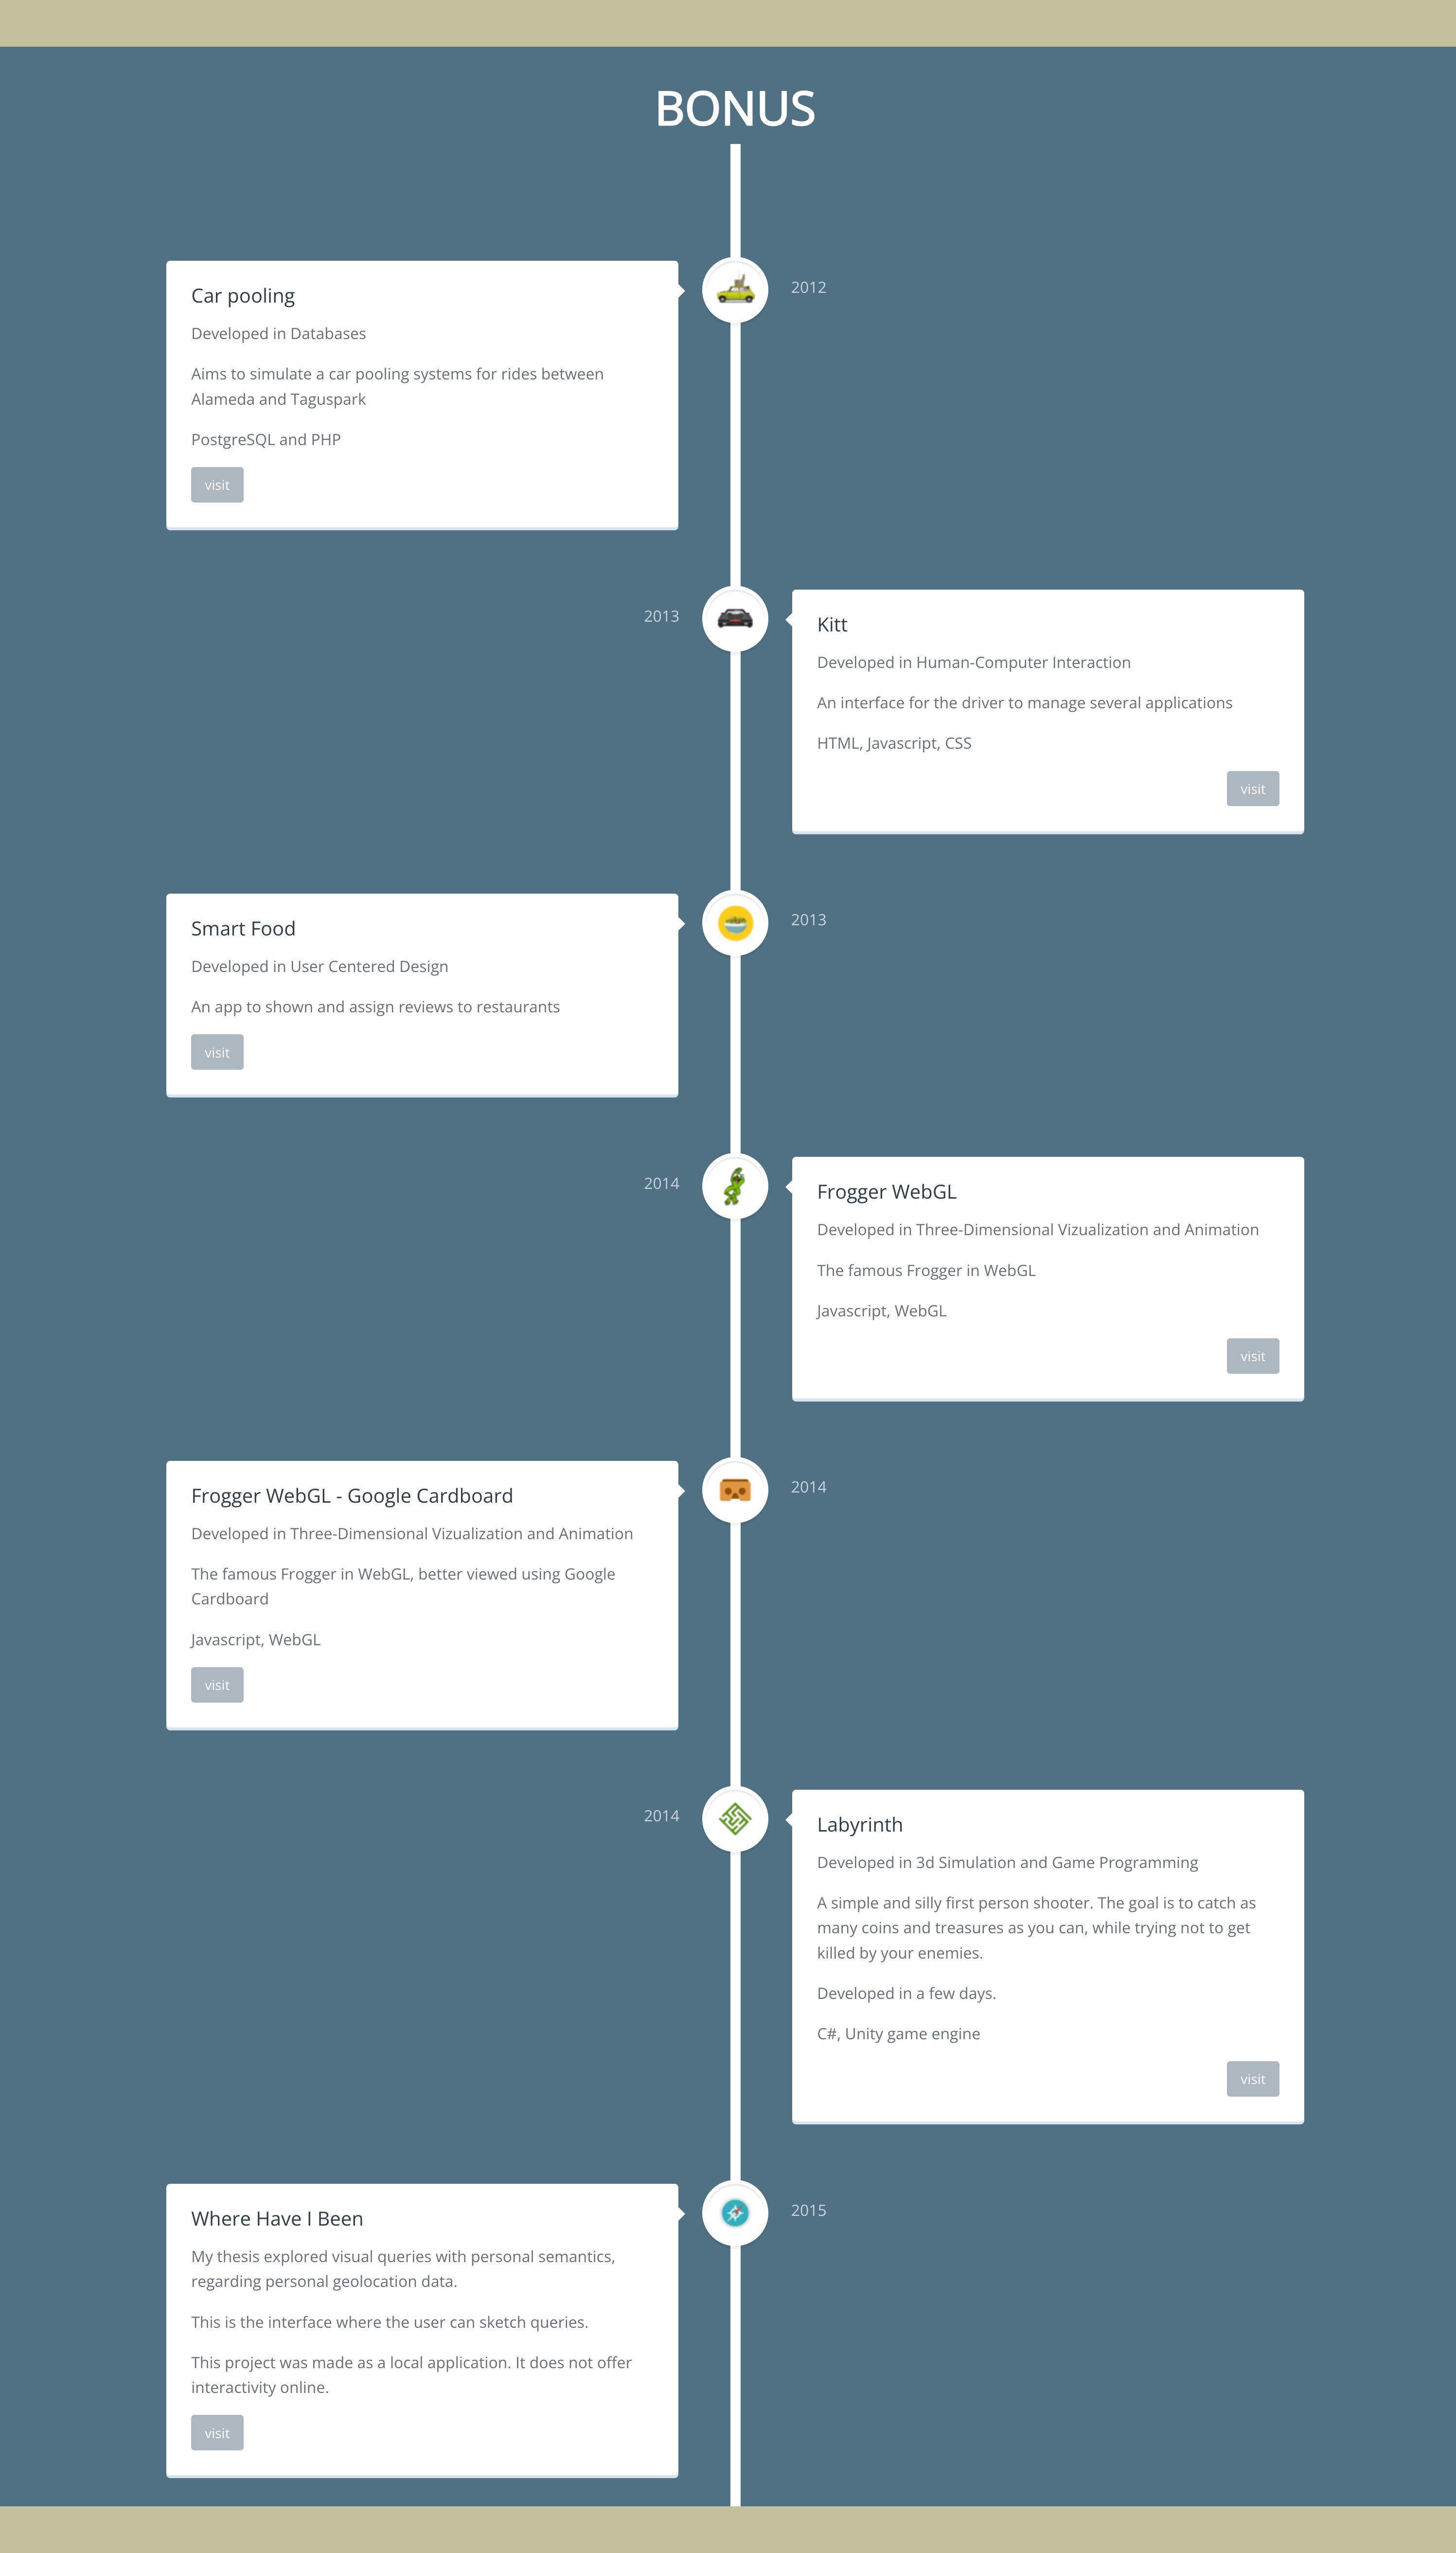 BONUS
Car pooling
2012
Developed in Databases
Aims to simulate a car pooling systems for rides between
Alameda and Taguspark
PostgreSQL and PHP
visit
2013
Kitt
Developed in Human-Computer Interaction
An interface for the driver to manage several applications
HTML, Javascript, CSS
visit
Smart Food
2013
Developed in User Centered Design
An app to shown and assign reviews to restaurants
visit
2014
Frogger WebGL
Developed in Three-Dimensional Vizualization and Animation
The famous Frogger in WebGL
Javascript, WebGL
visit
Frogger WebGL - Google Cardboard
2014
Developed in Three-Dimensional Vizualization and Animation
The famous Frogger in WebGL, better viewed using Google
Cardboard
Javascript, WebGL
visit
2014
Labyrinth
Developed in 3d Simulation and Game Programming
A simple and silly first person shooter. The goal is to catch as
many coins and treasures as you can, while trying not to get
killed by your enemies.
Developed in a few days.
C#, Unity game engine
visit
Where Have I Been
2015
My thesis explored visual queries with personal semantics,
regarding personal geolocation data.
This is the interface where the user can sketch queries.
This project was made as a local application. It does not offer
interactivity online.
visit